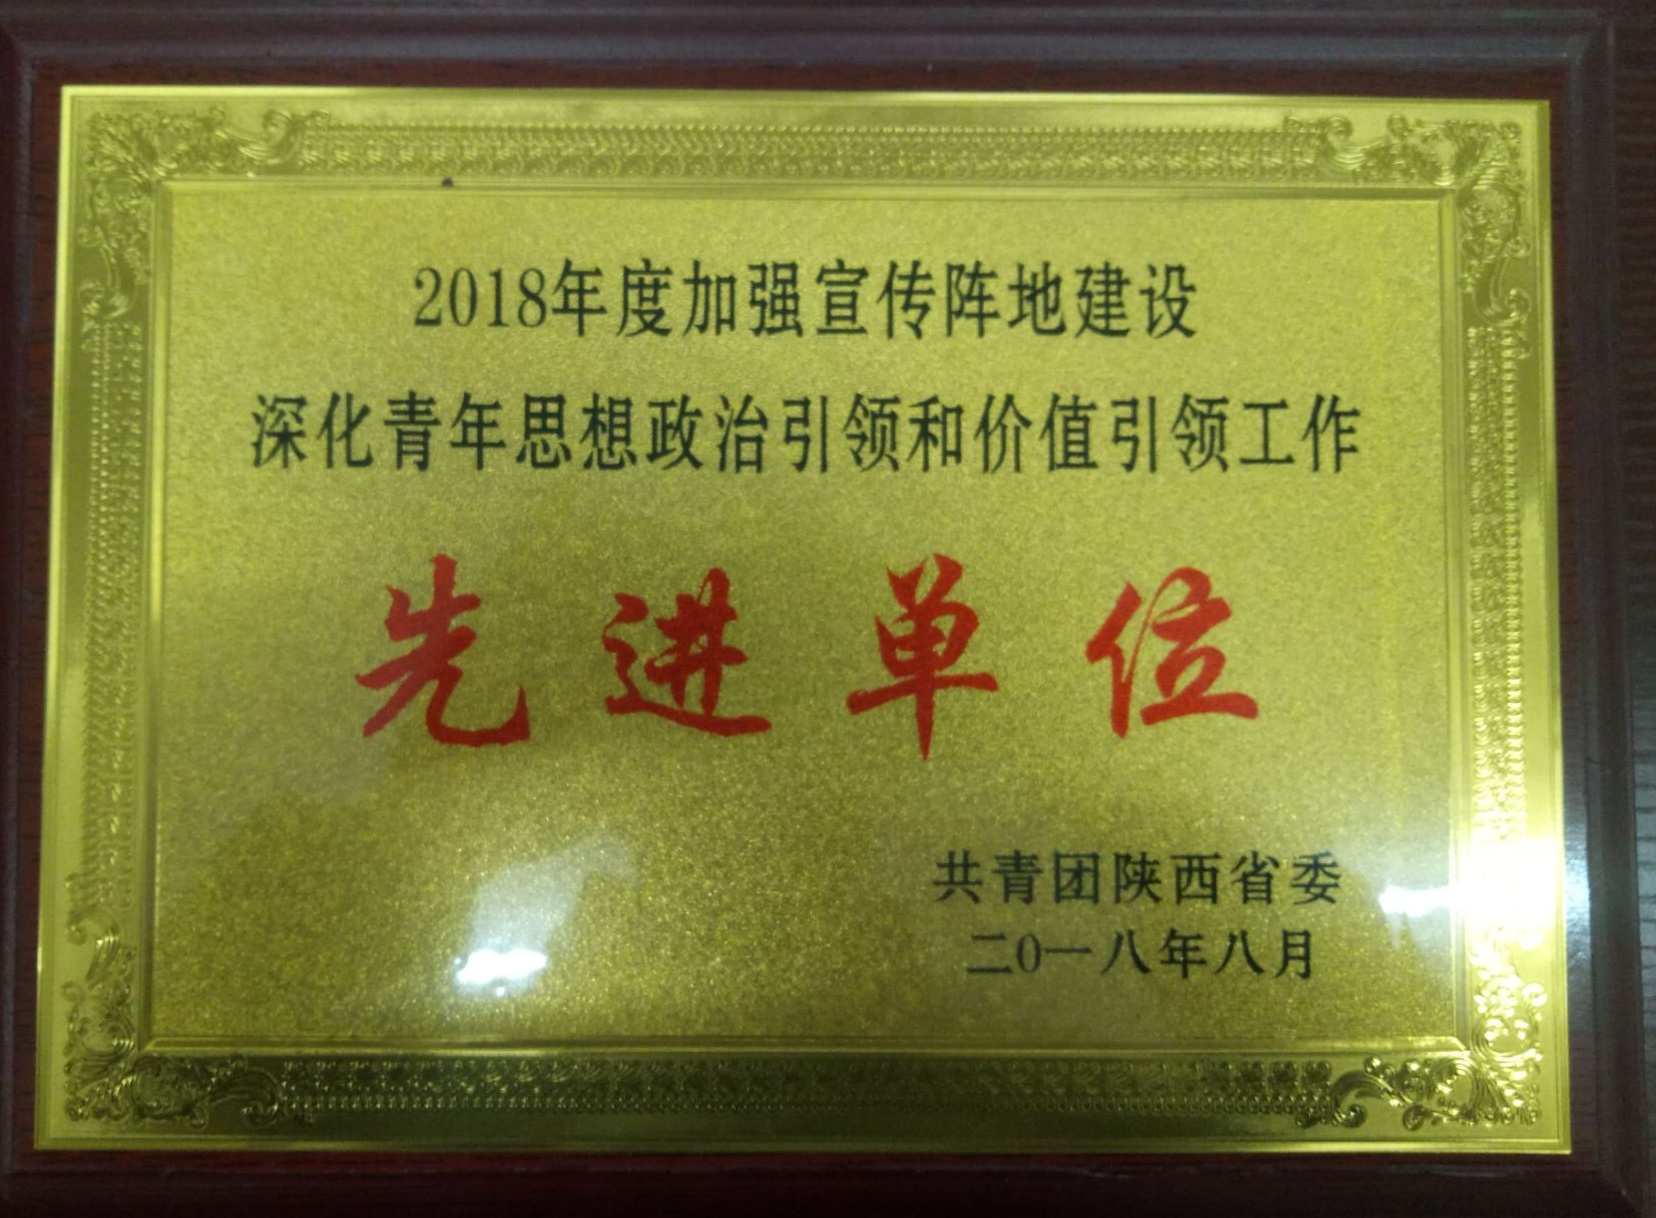 2018年度加强宣传阵地建设
深化青年思想政治引领和价值引领工作
先进单位
共青团陕西省委
二0一八年八月